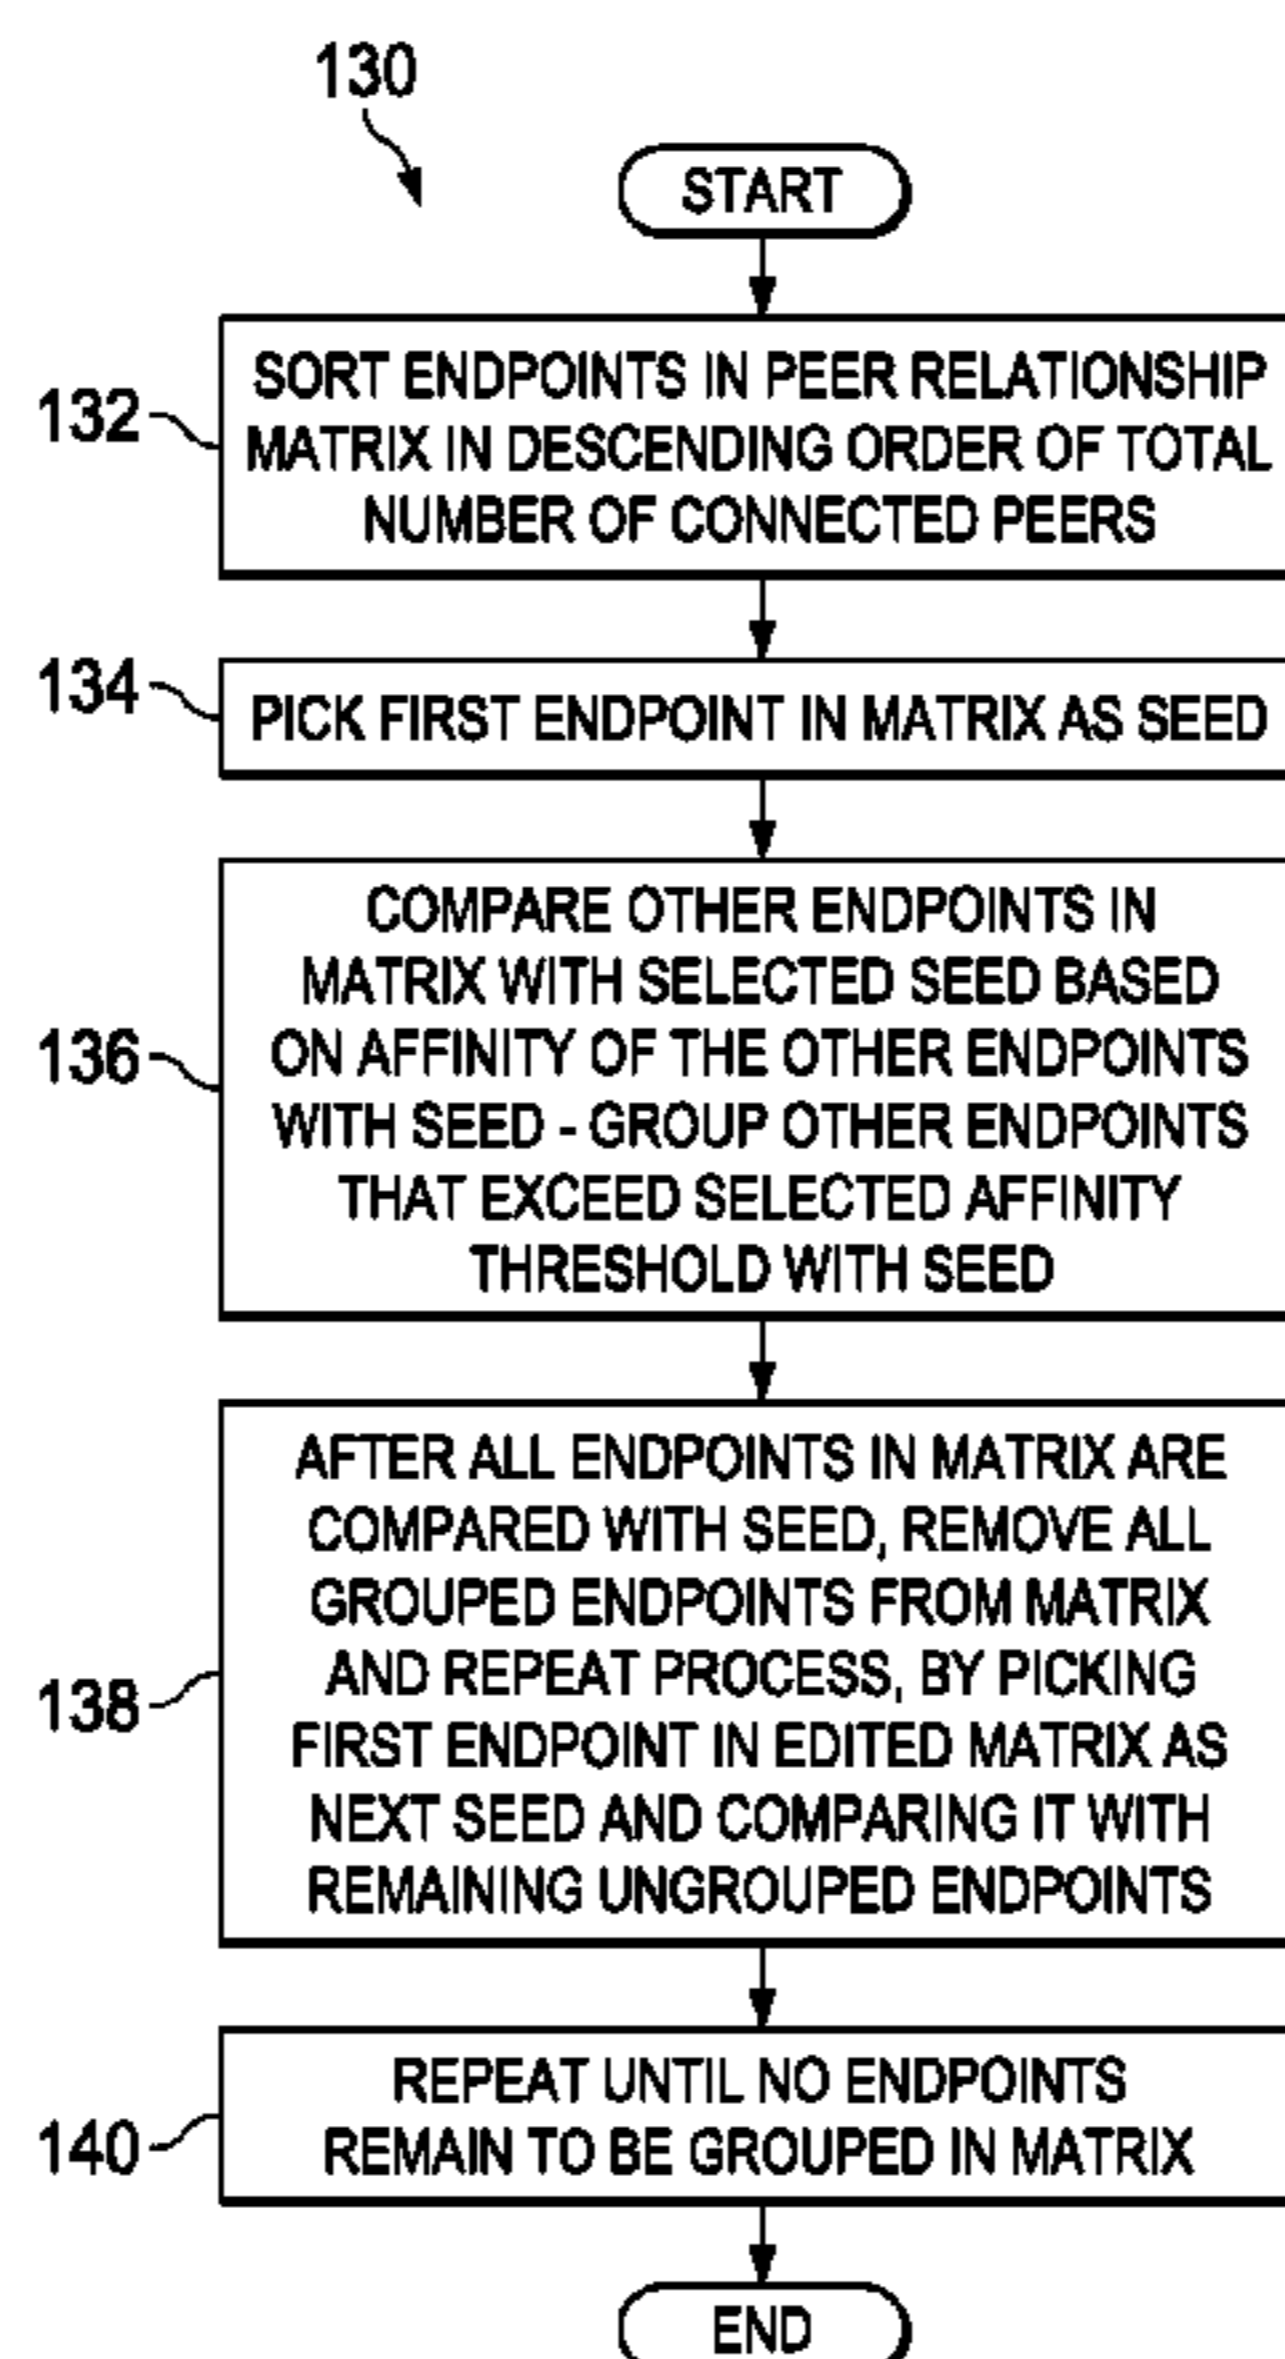 130
START
132
SORT ENDPOINTS IN PEER RELATIONSHIP
MATRIX IN DESCENDING ORDER OF TOTAL
NUMBER OF CONNECTED PEERS
134
PICK FIRST ENDPOINT IN MATRIX AS SEED
136
COMPARE OTHER ENDPOINTS IN
MATRIX WITH SELECTED SEED BASED
ON AFFINITY OF THE OTHER ENDPOINTS
WITH SEED - GROUP OTHER ENDPOINTS
THAT EXCEED SELECTED AFFINITY
THRESHOLD WITH SEED
138
AFTER ALL ENDPOINTS IN MATRIX ARE
COMPARED WITH SEED, REMOVE ALL
GROUPED ENDPOINTS FROM MATRIX
AND REPEAT PROCESS, BY PICKING
FIRST ENDPOINT IN EDITED MATRIX AS
NEXT SEED AND COMPARING IT WITH
REMAINING UNGROUPED ENDPOINTS
140
REPEAT UNTIL NO ENDPOINTS
REMAIN TO BE GROUPED IN MATRIX
END